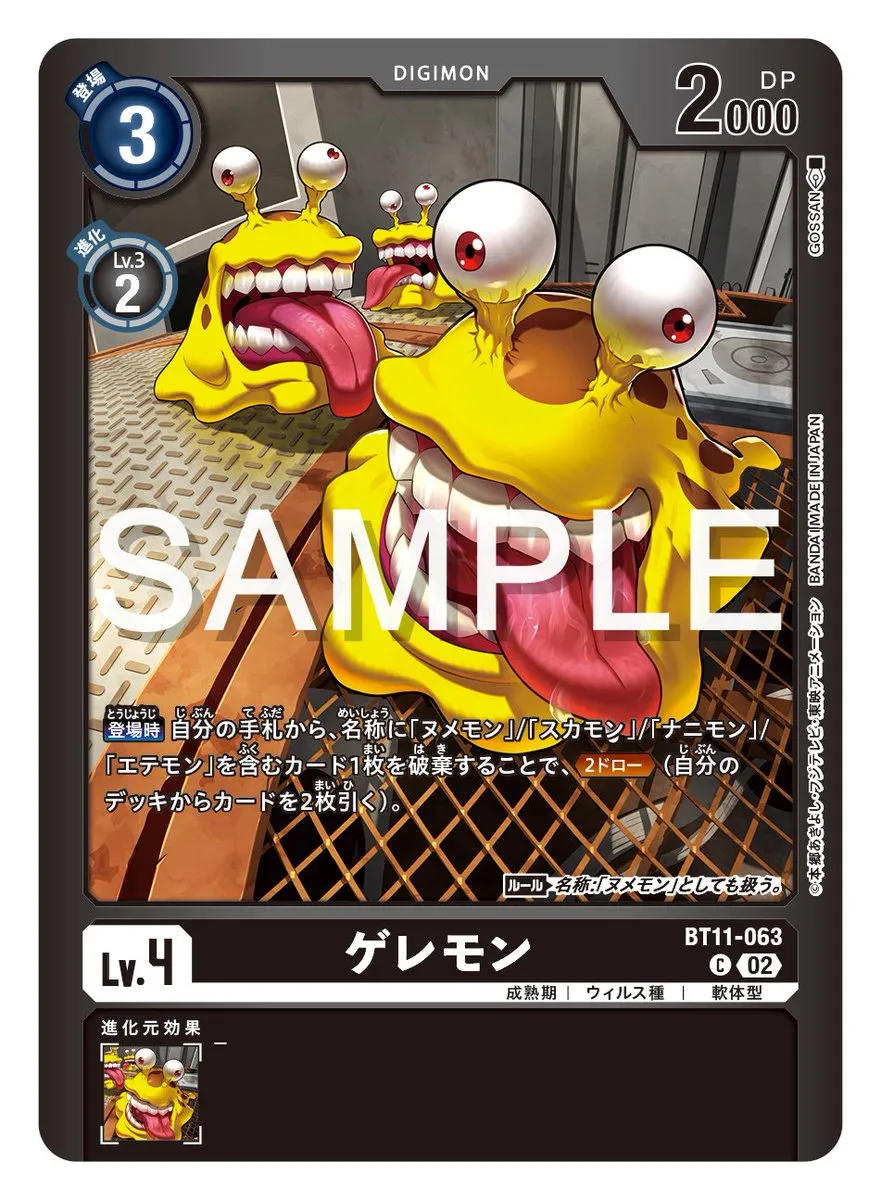 DIGIMON
登場
3
DP
2000
進化
Lv.3
2
GOSSAN
SAMPLE
©本郷あきよし・フジテレビ・東映アニメーション BANDAI MADE IN JAPAN
登場時 自分の手札から、名称に「ヌメモン」/「スカモン」/「ナニモン」/
「エテモン」を含むカード1枚を破棄することで、2ドロー（自分の
デッキからカードを2枚引く）。
ルール 名称:「ヌメモン」としても扱う。
Lv.4
ゲレモン
BT11-063
C 02
成熟期 | ウィルス種 | 軟体型
進化元効果
–